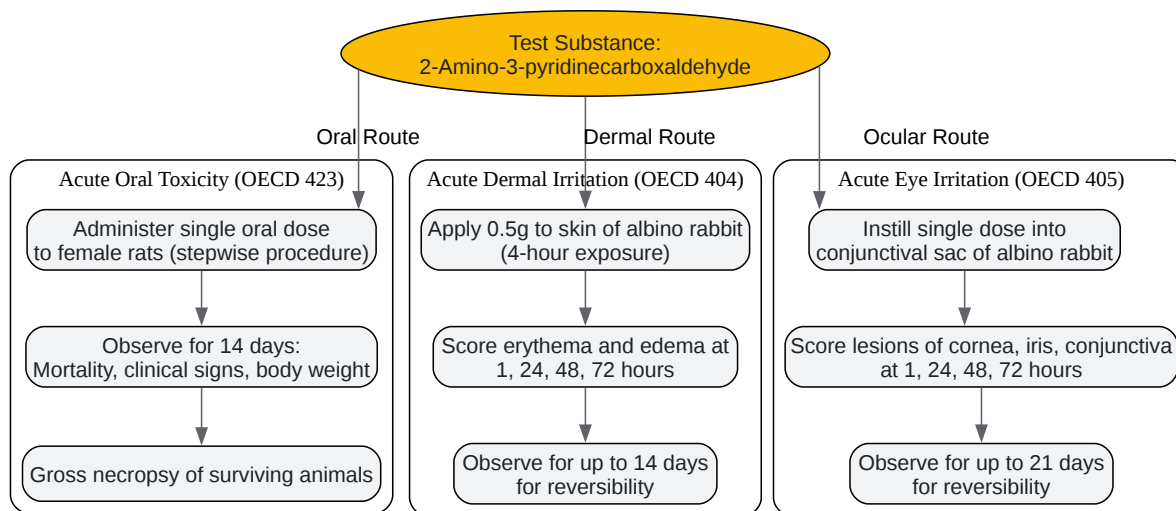 Test Substance:
2-Amino-3-pyridinecarboxaldehyde
Oral Route
Dermal Route
Ocular Route
Acute Oral Toxicity (OECD 423)
Administer single oral dose
to female rats (stepwise procedure)
Observe for 14 days:
Mortality, clinical signs, body weight
Gross necropsy of surviving animals
Acute Dermal Irritation (OECD 404)
Apply 0.5g to skin of albino rabbit
(4-hour exposure)
Score erythema and edema at
1, 24, 48, 72 hours
Observe for up to 14 days
for reversibility
Acute Eye Irritation (OECD 405)
Instill single dose into
conjunctival sac of albino rabbit
Score lesions of cornea, iris, conjunctiva
at 1, 24, 48, 72 hours
Observe for up to 21 days
for reversibility